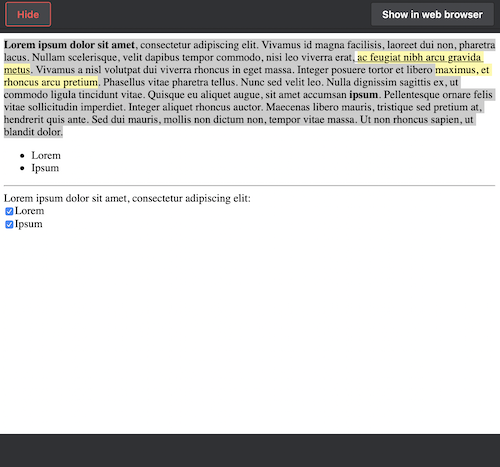 Hide
Show in web browser
Lorem ipsum dolor sit amet, consectetur adipiscing elit. Vivamus id magna facilisis, laoreet dui non, pharetra
lacus. Nullam scelerisque, velit dapibus tempor commodo, nisi leo viverra erat, ac feugiat nibh arcu gravida
metus. Vivamus a nisl volutpat dui viverra rhoncus in eget massa. Integer posuere tortor et libero maximus, et
rhoncus arcu pretium. Phasellus vitae pharetra tellus. Nunc sed velit leo. Nulla dignissim sagittis ex, ut
commodo ligula tincidunt vitae. Quisque eu aliquet augue, sit amet accumsan ipsum. Pellentesque ornare felis
vitae sollicitudin imperdiet. Integer aliquet rhoncus auctor. Maecenas libero mauris, tristique sed pretium at,
hendrerit quis ante. Sed dui mauris, mollis non dictum non, tempor vitae massa. Ut non rhoncus sapien, ut
blandit dolor.
• Lorem
• Ipsum
Lorem ipsum dolor sit amet, consectetur adipiscing elit:
Lorem
Ipsum